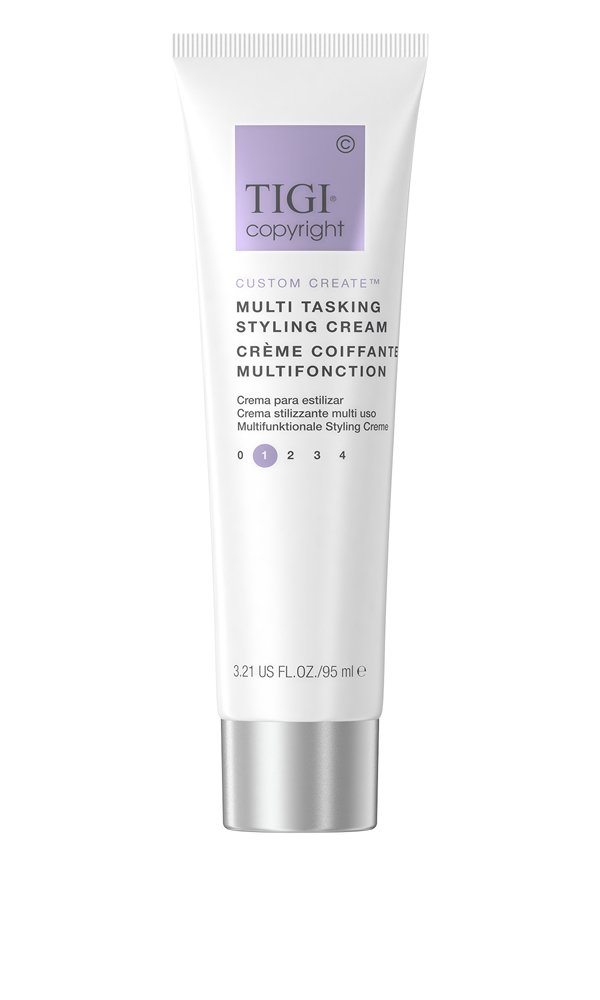 ©
TIGI®
copyright
CUSTOM CREATE™
MULTI TASKING
STYLING CREAM
CRÈME COIFFANTE
MULTIFONCTION
Crema para estilizar
Crema stilizzante multi uso
Multifunktionale Styling Creme
0 1 2 3 4
3.21 US FL.OZ./95 ml ℮